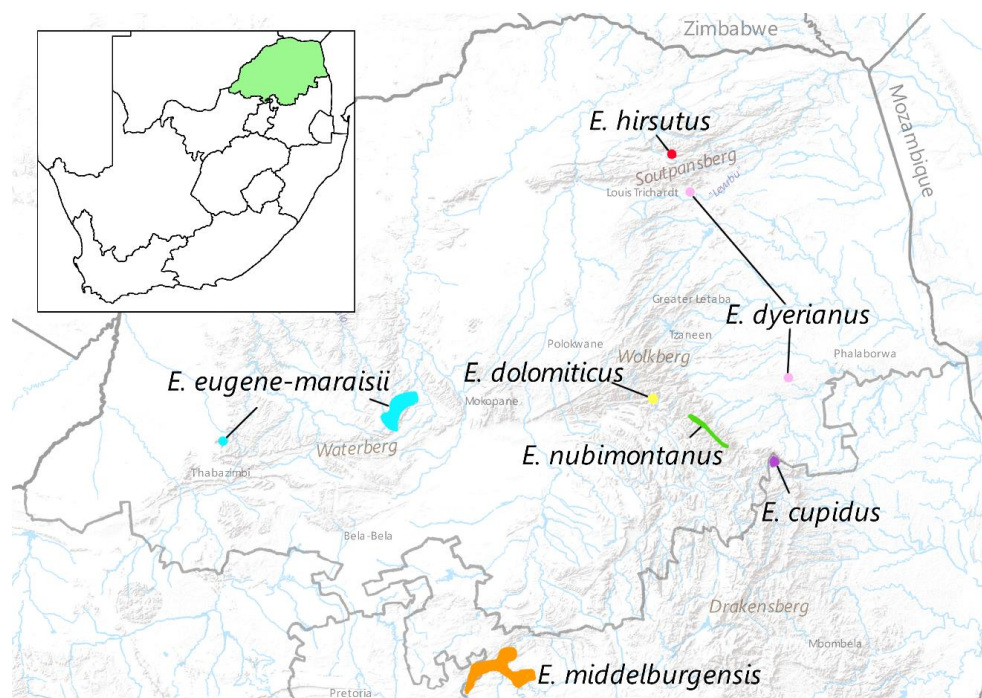 Zimbabwe
Mozambique
E. hirsutus
Soutpansberg
Louis Trichardt
Greater Letaba
E. dyerianus
Tzaneen
Polokwane
Wolkberg
Phalaborwa
E. dolomiticus
E. eugene-maraisii
Mokopane
Waterberg
E. nubimontanus
Thabazimbi
E. cupidus
Bela-Bela
Drakensberg
Mbombela
E. middelburgensis
Pretoria